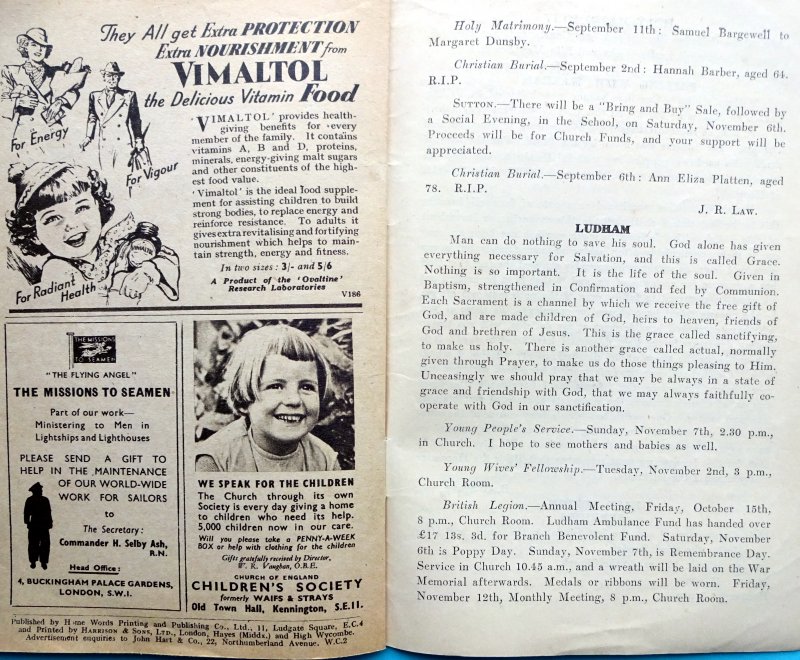 They All get Extra PROTECTION
Extra NOURISHMENT from
VIMALTOL
the Delicious Vitamin Food
For Energy
For Vigour
For Radiant Health
VIMALTOL
'VIMALTOL' provides health-
giving benefits for every
member of the family. It contains
vitamins A, B and D, proteins,
minerals, energy-giving malt sugars
and other constituents of the high-
est food value.
'Vimaltol' is the ideal food supple-
ment for assisting children to build
strong bodies, to replace energy and
reinforce resistance. To adults it
gives extra revitalising and fortifying
nourishment which helps to main-
tain strength, energy and fitness.
In two sizes : 3/- and 5/6
A Product of the 'Ovaltine'
Research Laboratories
V186
THE MISSIONS
TO SEAMEN
"THE FLYING ANGEL"
THE MISSIONS TO SEAMEN
Part of our work—
Ministering to Men in
Lightships and Lighthouses
PLEASE SEND A GIFT TO
HELP IN THE MAINTENANCE
OF OUR WORLD-WIDE
WORK FOR SAILORS
to
The Secretary:
Commander H. Selby Ash,
R.N.
Head Office:
4, BUCKINGHAM PALACE GARDENS,
LONDON, S.W.I.
WE SPEAK FOR THE CHILDREN
The Church through its own
Society is every day giving a home
to children who need its help.
5,000 children now in our care.
Will you please take a PENNY-A-WEEK
BOX or help with clothing for the children
Gifts gratefully received by Director,
W. R. Vaughan, O.B.E.
CHURCH OF ENGLAND
CHILDREN'S SOCIETY
formerly WAIFS & STRAYS
Old Town Hall, Kennington, S.E.11.
Published by Home Words Printing and Publishing Co., Ltd., 11, Ludgate Square, E.C.4
and Printed by HARRISON & SONS, LTD., London, Hayes (Middx.) and High Wycombe.
Advertisement enquiries to John Hart & Co., 22, Northumberland Avenue. W.C.2
Holy Matrimony.—September 11th: Samuel Bargewell to
Margaret Dunsby.
Christian Burial.—September 2nd: Hannah Barber, aged 64.
R.I.P.
SUTTON.—There will be a "Bring and Buy" Sale, followed by
a Social Evening, in the School, on Saturday, November 6th.
Proceeds will be for Church Funds, and your support will be
appreciated.
Christian Burial.—September 6th: Ann Eliza Platten, aged
78. R.I.P.
J. R. LAW.
LUDHAM
Man can do nothing to save his soul. God alone has given
everything necessary for Salvation, and this is called Grace.
Nothing is so important. It is the life of the soul. Given in
Baptism, strengthened in Confirmation and fed by Communion.
Each Sacrament is a channel by which we receive the free gift of
God, and are made children of God, heirs to heaven, friends of
God and brethren of Jesus. This is the grace called sanctifying,
to make us holy. There is another grace called actual, normally
given through Prayer, to make us do those things pleasing to Him.
Unceasingly we should pray that we may be always in a state of
grace and friendship with God, that we may always faithfully co-
operate with God in our sanctification.
Young People's Service.—Sunday, November 7th, 2.30 p.m.,
in Church. I hope to see mothers and babies as well.
Young Wives' Fellowship.—Tuesday, November 2nd, 3 p.m.,
Church Room.
British Legion.—Annual Meeting, Friday, October 15th,
8 p.m., Church Room. Ludham Ambulance Fund has handed over
£17 13s. 3d. for Branch Benevolent Fund. Saturday, November
6th is Poppy Day. Sunday, November 7th, is Remembrance Day.
Service in Church 10.45 a.m., and a wreath will be laid on the War
Memorial afterwards. Medals or ribbons will be worn. Friday,
November 12th, Monthly Meeting, 8 p.m., Church Room.